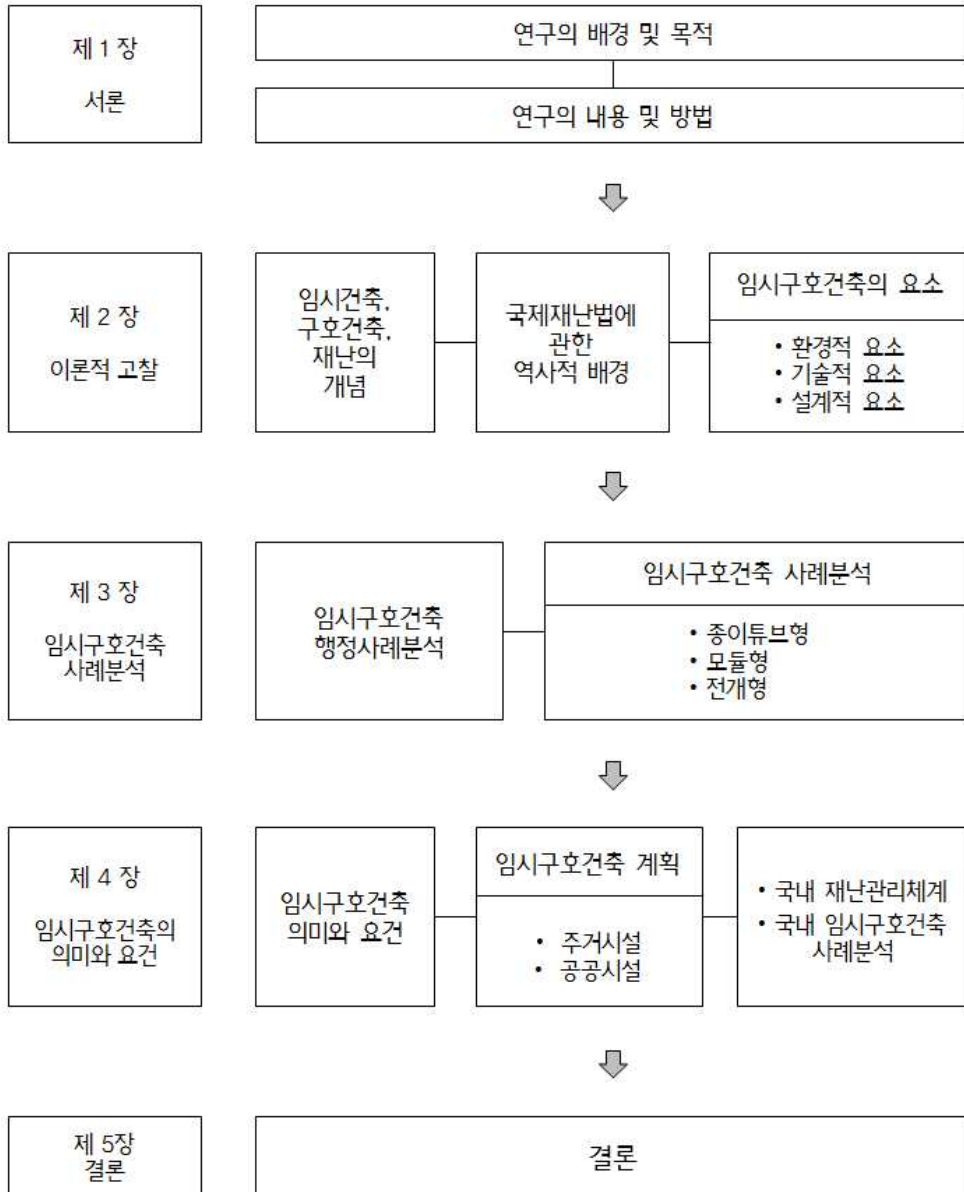 제 1 장
서론
연구의 배경 및 목적
연구의 내용 및 방법
제 2 장
이론적 고찰
임시건축,
구호건축,
재난의
개념
국제재난법에
관한
역사적 배경
임시구호건축의 요소
• 환경적 요소
• 기술적 요소
• 설계적 요소
제 3 장
임시구호건축
사례분석
임시구호건축
행정사례분석
임시구호건축 사례분석
• 종이튜브형
• 모듈형
• 전개형
제 4 장
임시구호건축의
의미와 요건
임시구호건축
의미와 요건
임시구호건축 계획
• 주거시설
• 공공시설
• 국내 재난관리체계
• 국내 임시구호건축
사례분석
제 5장
결론
결론